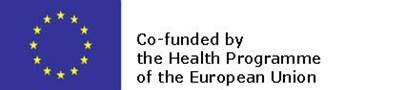 Co-funded by
the Health Programme
of the European Union